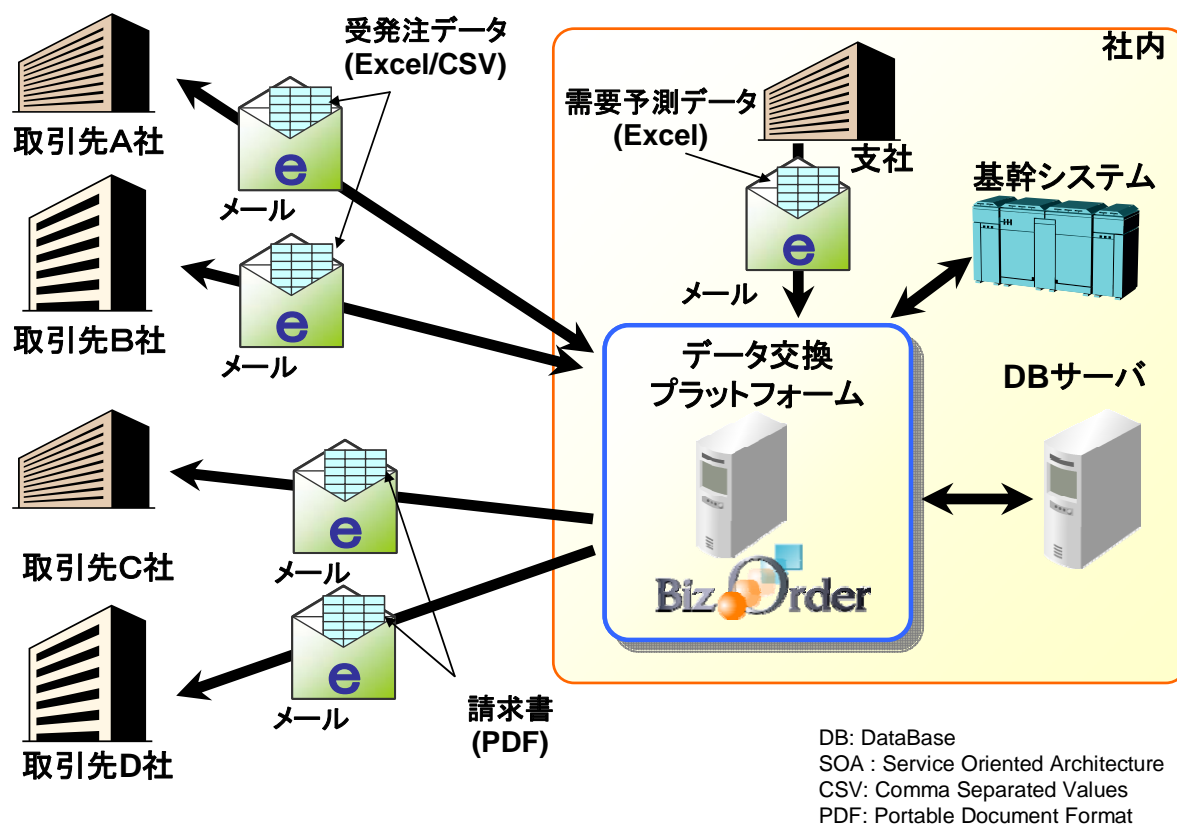 受発注データ
(Excel/CSV)
社内
需要予測データ
(Excel)
支社
取引先A社
e
メール
基幹システム
e
メール
取引先B社
e
メール
データ交換
プラットフォーム
DBサーバ
取引先C社
e
メール
Biz Order
e
メール
請求書
(PDF)
取引先D社
DB: DataBase
SOA : Service Oriented Architecture
CSV: Comma Separated Values
PDF: Portable Document Format